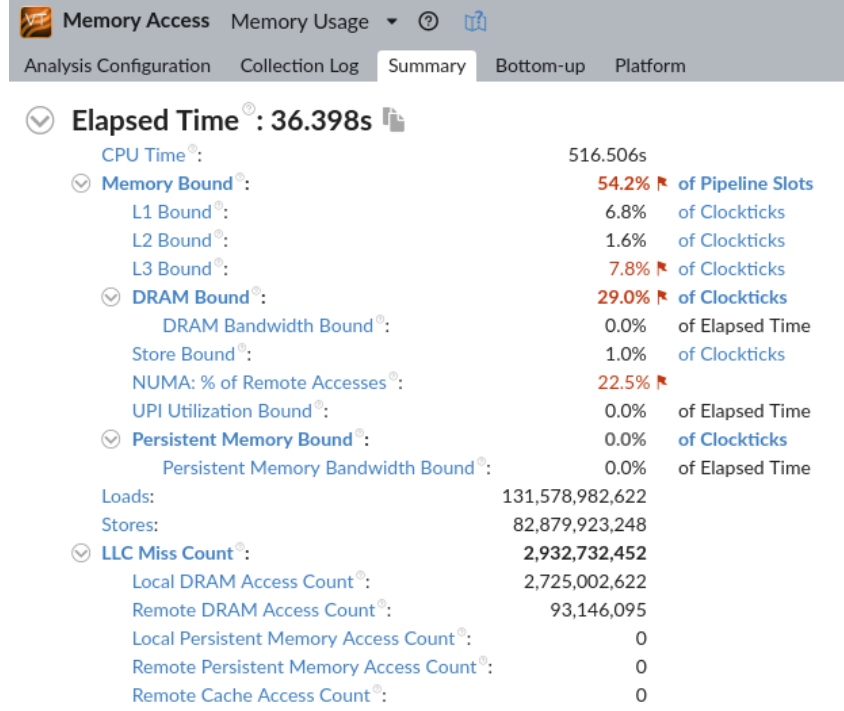 Memory Access Memory Usage
Analysis Configuration Collection Log Summary Bottom-up Platform
Elapsed Time: 36.398s
CPU Time: 516.506s
Memory Bound: 54.2% of Pipeline Slots
L1 Bound: 6.8% of Clockticks
L2 Bound: 1.6% of Clockticks
L3 Bound: 7.8% of Clockticks
DRAM Bound: 29.0% of Clockticks
DRAM Bandwidth Bound: 0.0% of Elapsed Time
Store Bound: 1.0% of Clockticks
NUMA: % of Remote Accesses: 22.5%
UPI Utilization Bound: 0.0% of Elapsed Time
Persistent Memory Bound: 0.0% of Clockticks
Persistent Memory Bandwidth Bound: 0.0% of Elapsed Time
Loads: 131,578,982,622
Stores: 82,879,923,248
LLC Miss Count: 2,932,732,452
Local DRAM Access Count: 2,725,002,622
Remote DRAM Access Count: 93,146,095
Local Persistent Memory Access Count: 0
Remote Persistent Memory Access Count: 0
Remote Cache Access Count: 0